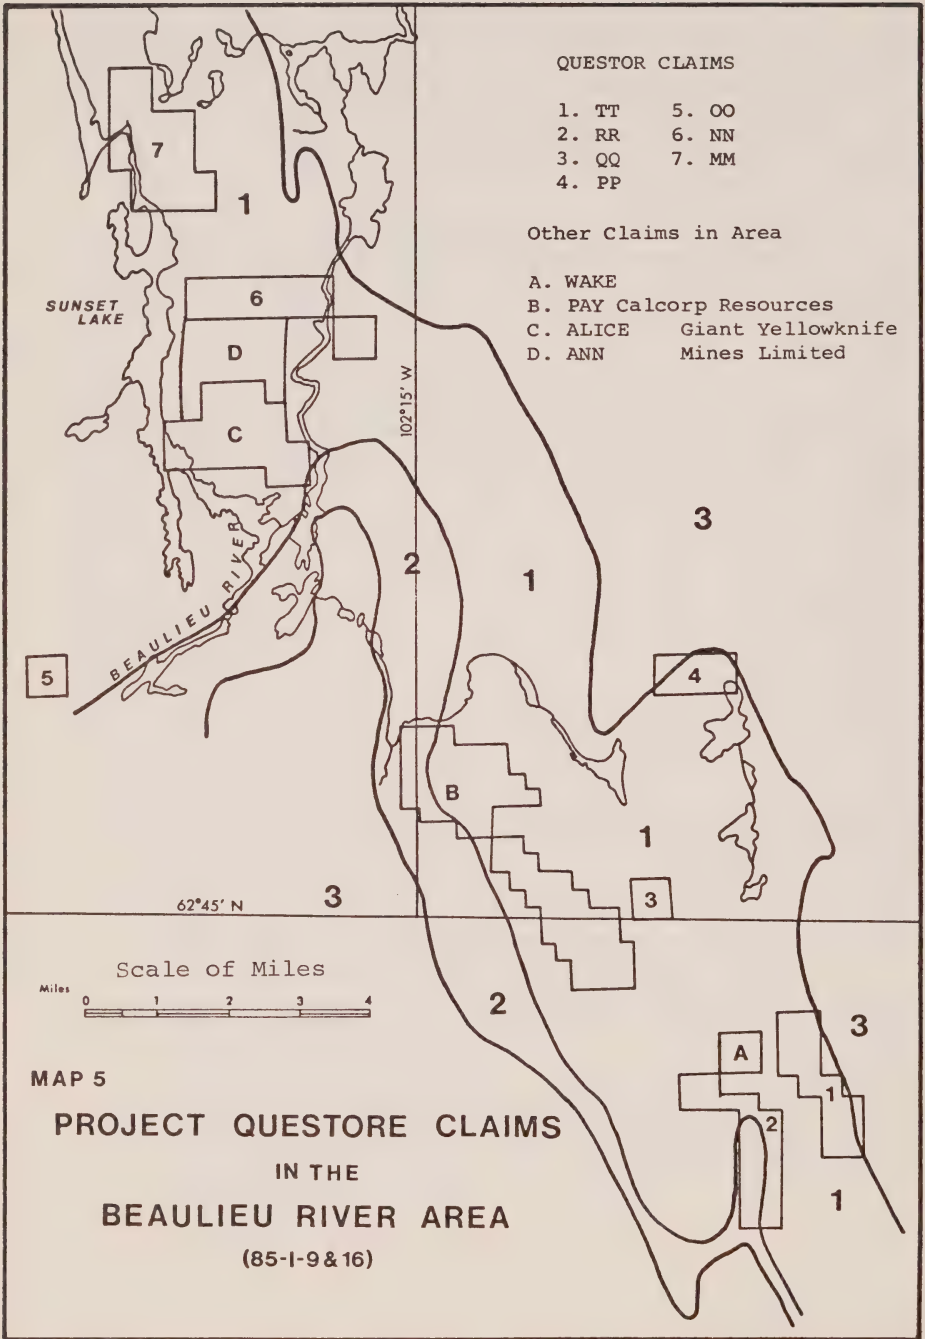 QUESTOR CLAIMS
1. TT 5. OO
2. RR 6. NN
3. QQ 7. MM
4. PP
Other Claims in Area
A. WAKE
B. PAY Calcorp Resources
C. ALICE Giant Yellowknife
D. ANN Mines Limited
7
1
6
SUNSET
LAKE
D
102°15' W
C
3
2
1
BEAULIEU RIVER
5
4
B
1
3
3
62°45' N
Scale of Miles
Miles 0 1 2 3 4
2
3
A
1
2
1
MAP 5
PROJECT QUESTORE CLAIMS
IN THE
BEAULIEU RIVER AREA
(85-I-9&16)